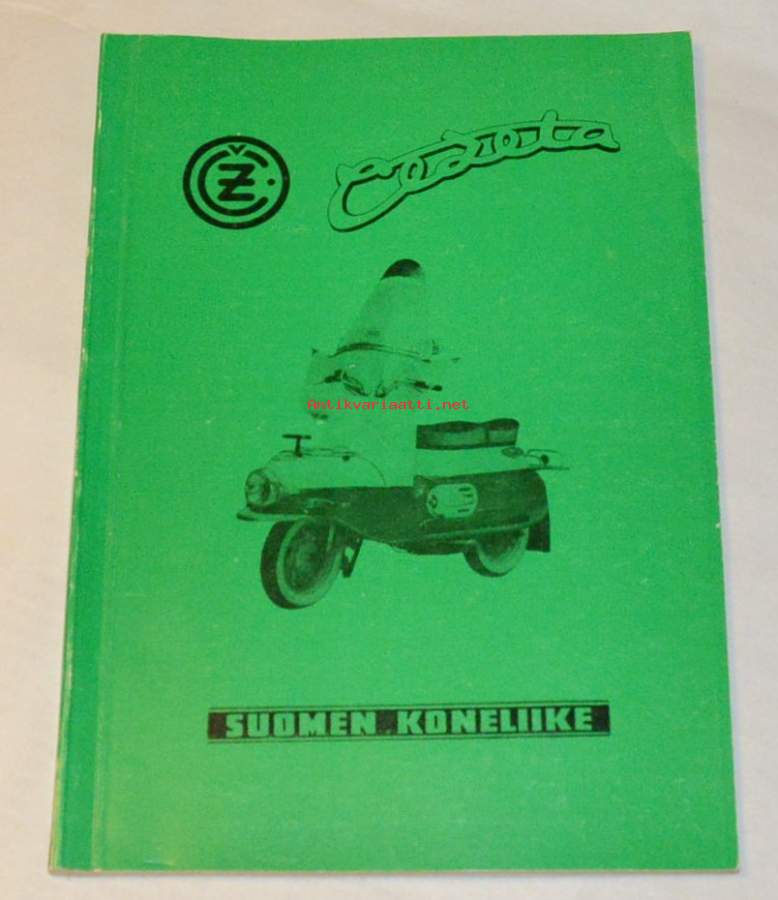 ČZ
Čezeta
Antikvariaatti.net
SUOMEN KONELIIKE